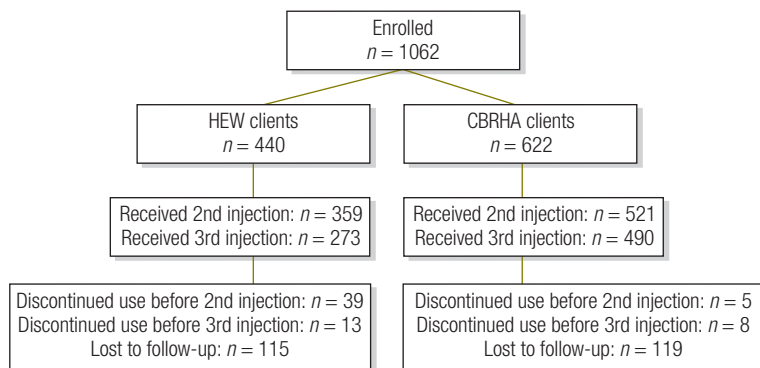 Enrolled
n = 1062
HEW clients
n = 440
CBRHA clients
n = 622
Received 2nd injection: n = 359
Received 3rd injection: n = 273
Received 2nd injection: n = 521
Received 3rd injection: n = 490
Discontinued use before 2nd injection: n = 39
Discontinued use before 3rd injection: n = 13
Lost to follow-up: n = 115
Discontinued use before 2nd injection: n = 5
Discontinued use before 3rd injection: n = 8
Lost to follow-up: n = 119